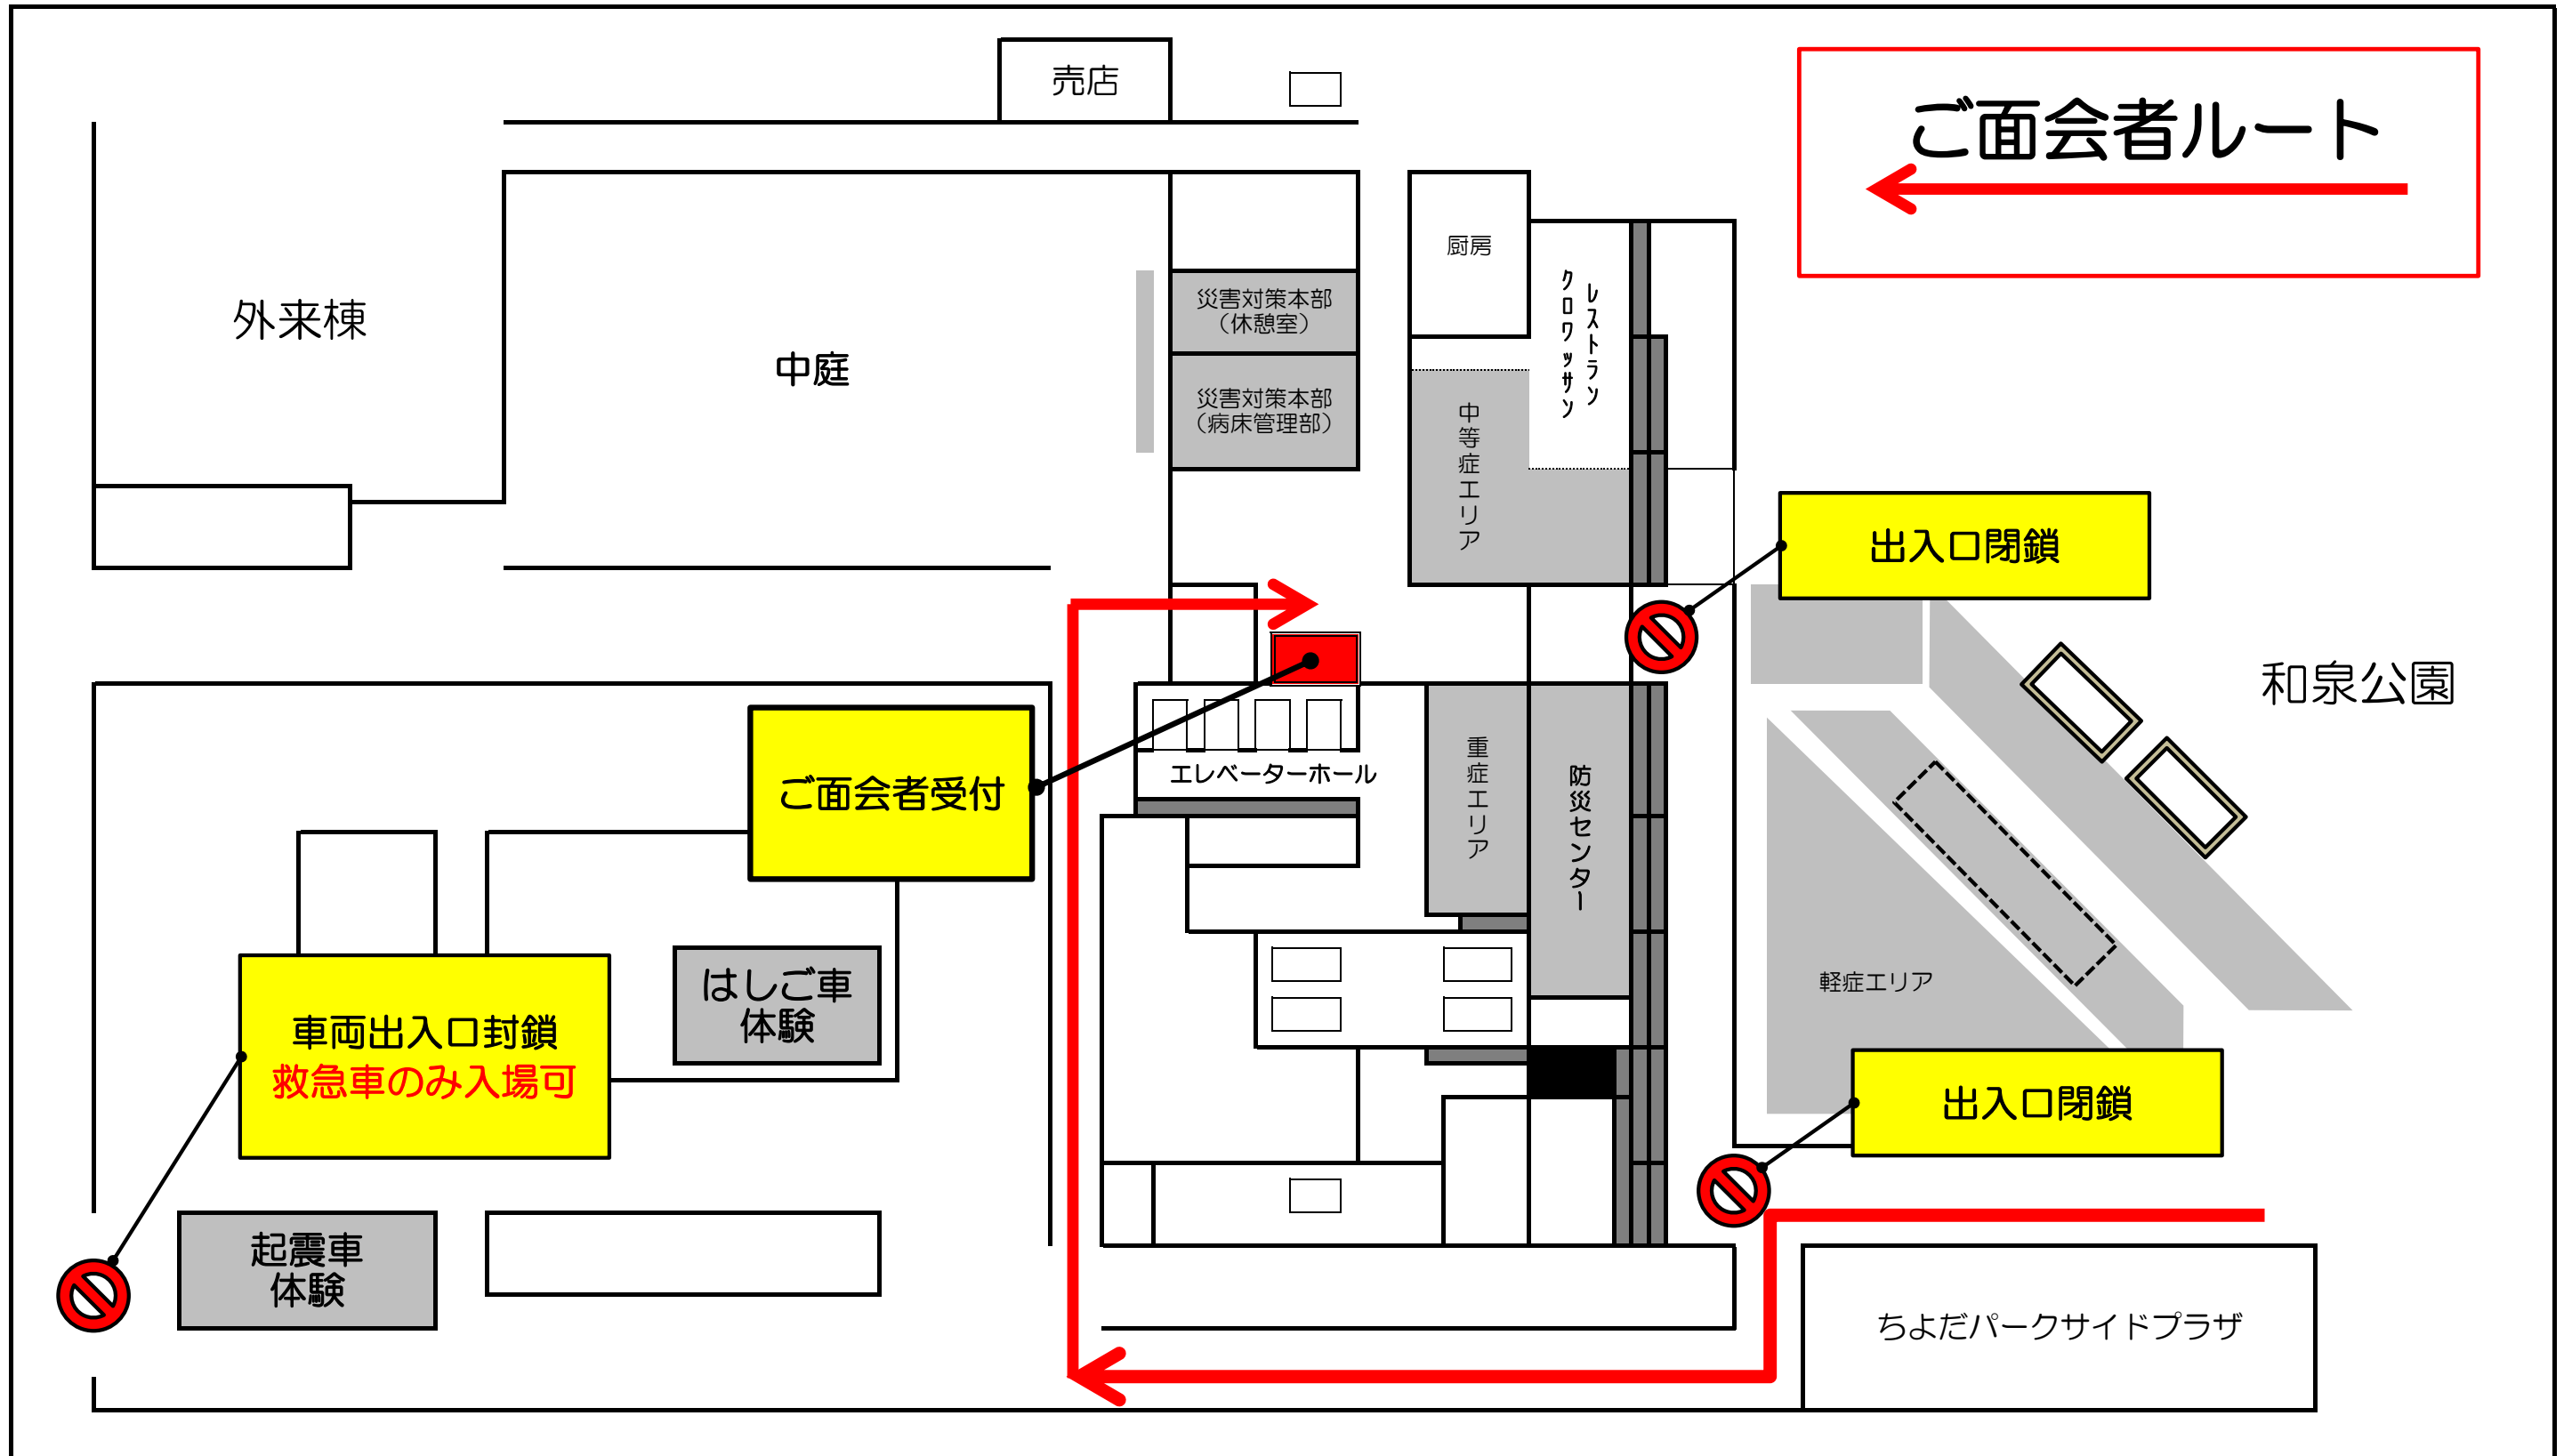 売店
ご面会者ルート
厨房
レストラン
クロワッサン
外来棟
災害対策本部
（休憩室）
中庭
災害対策本部
（病床管理部）
中等症エリア
出入口閉鎖
和泉公園
ご面会者受付
エレベーターホール
重症エリア
防災センター
はしご車
体験
軽症エリア
車両出入口封鎖
救急車のみ入場可
出入口閉鎖
起震車
体験
ちよだパークサイドプラザ